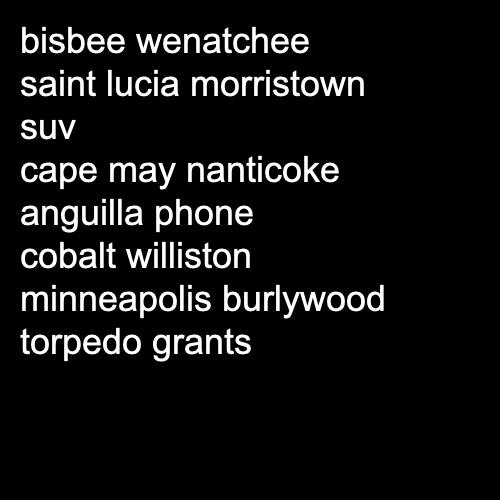 bisbee wenatchee
saint lucia morristown
suv
cape may nanticoke
anguilla phone
cobalt williston
minneapolis burlywood
torpedo grants